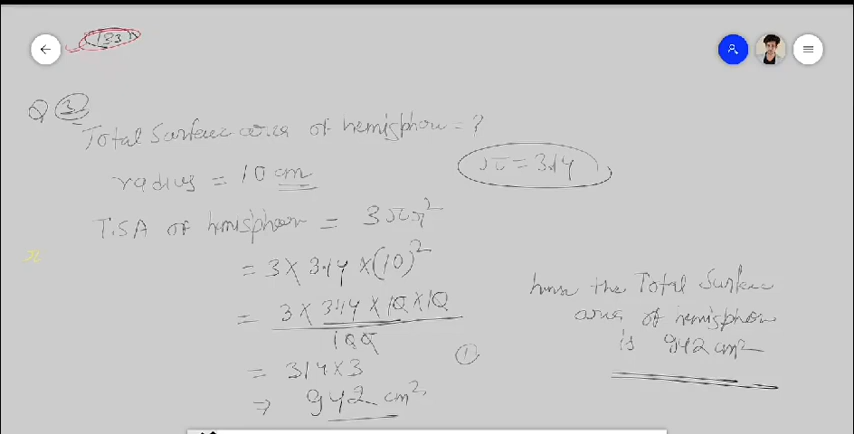 133
Q 3
Total Surface area of hemisphere = ?
radius = 10 cm
π = 3.14
T.S.A of hemisphere = 3πr²
= 3 × 3.14 × (10)²
= 3 × 314 × 10 × 10
100
= 314 × 3
①
⇒ 942 cm²
hence the Total Surface
area of hemisphere
is 942 cm²